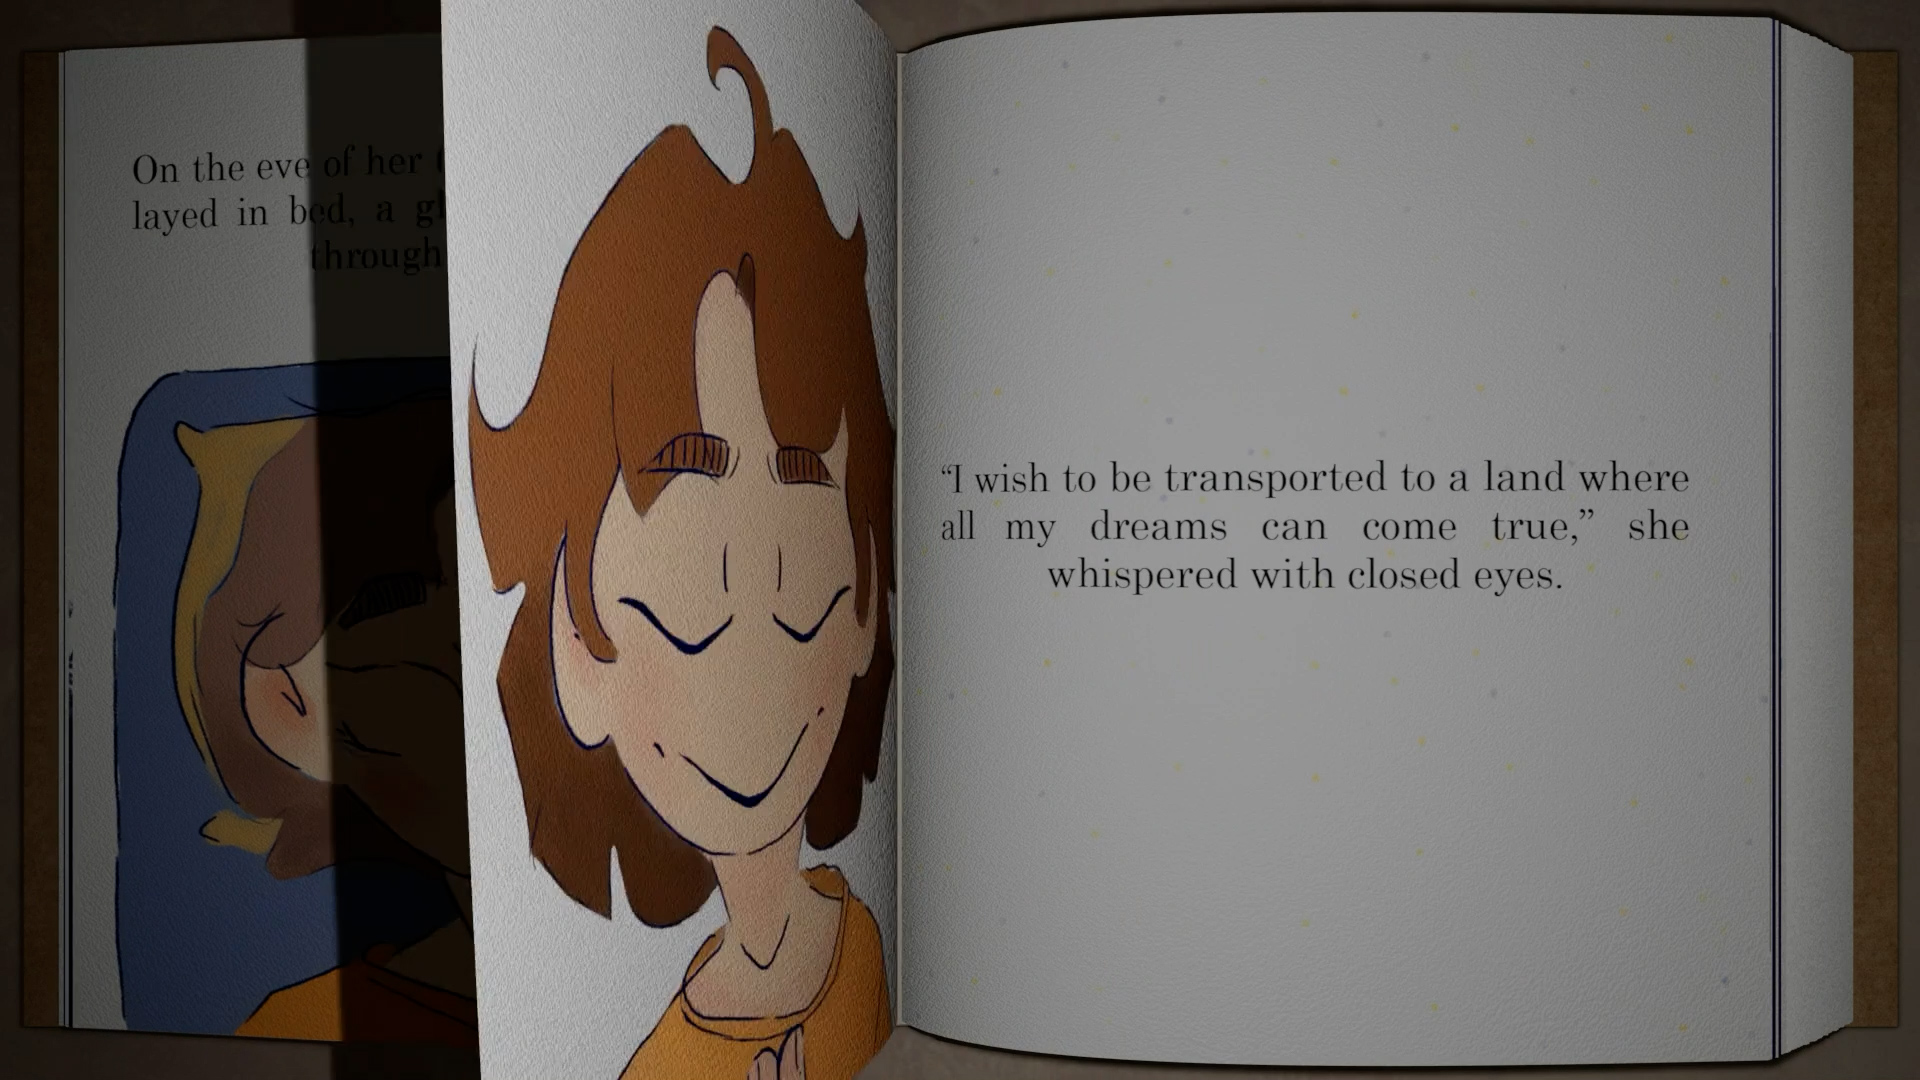 On the eve of her
layed in bed, a
through
“I wish to be transported to a land where
all my dreams can come true,” she
whispered with closed eyes.